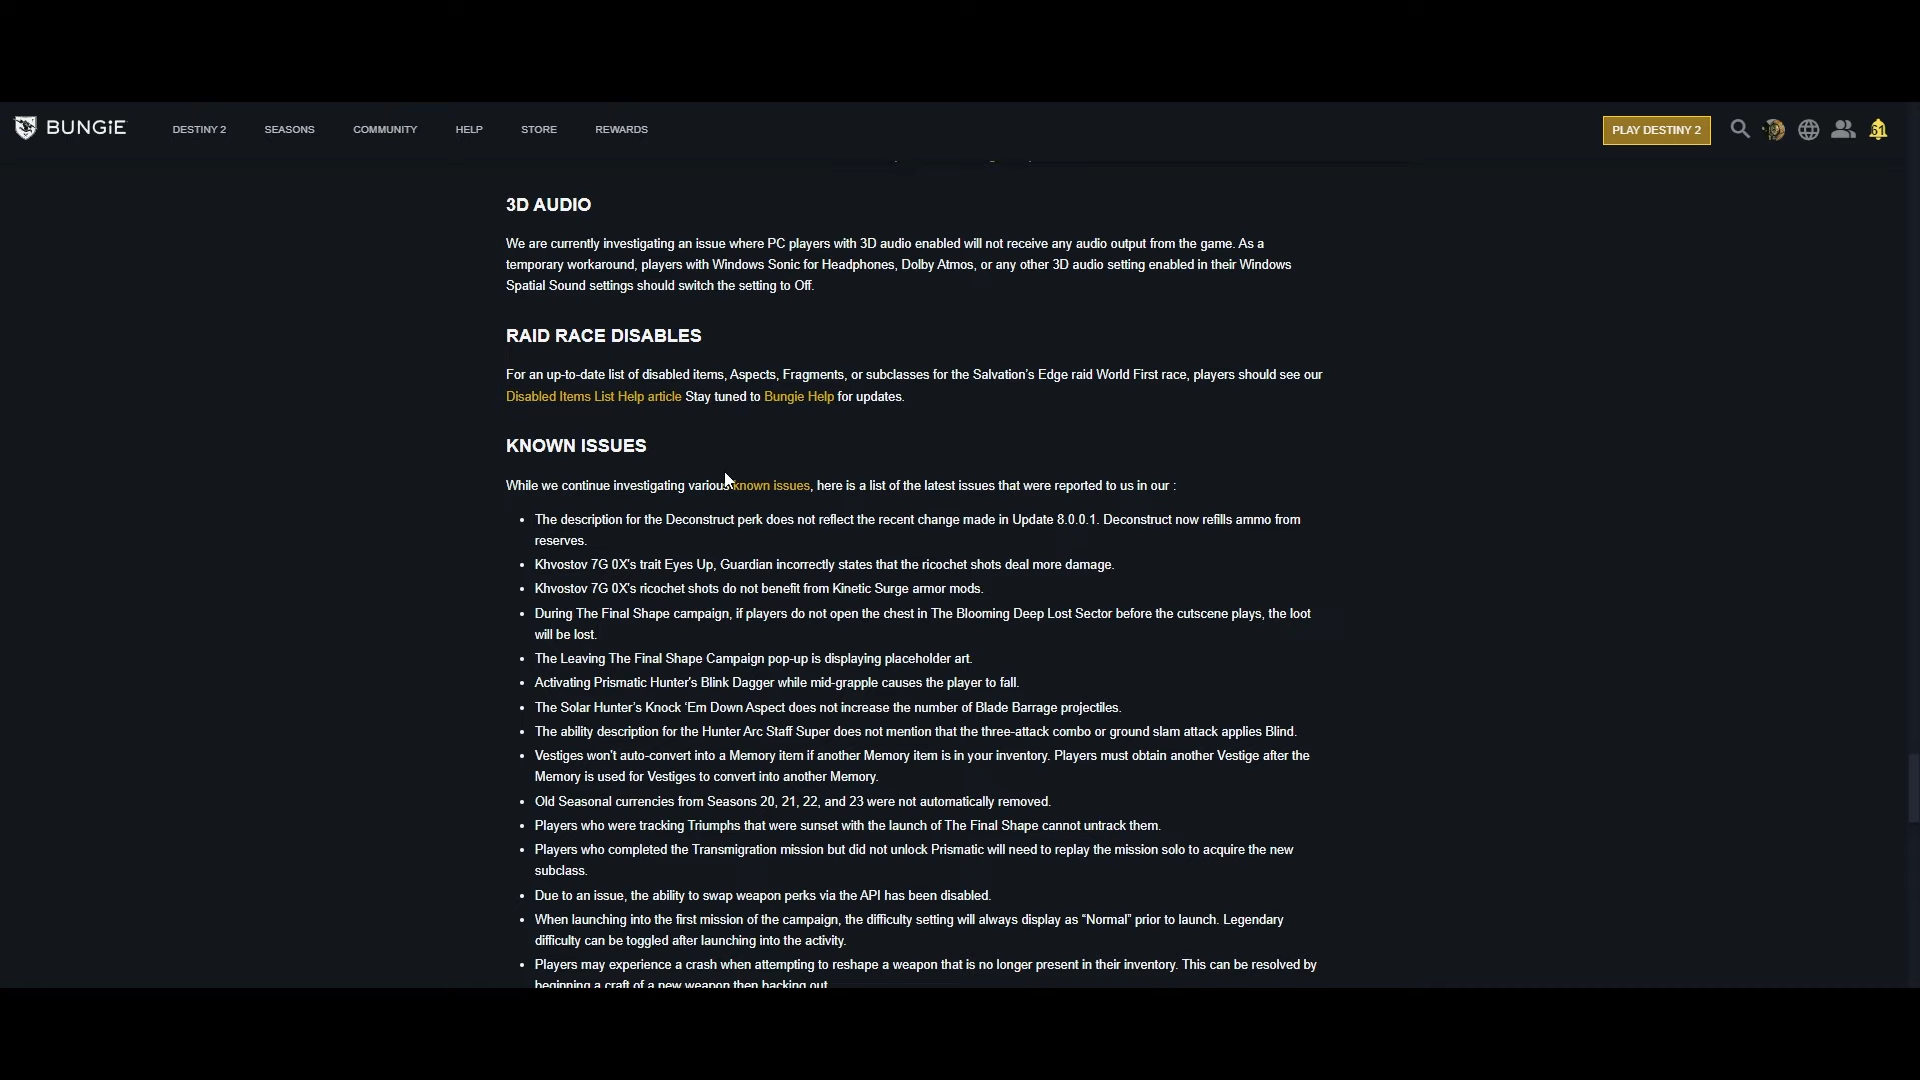 BUNGiE
DESTINY 2
SEASONS
COMMUNITY
HELP
STORE
REWARDS
PLAY DESTINY 2
61
3D AUDIO
We are currently investigating an issue where PC players with 3D audio enabled will not receive any audio output from the game. As a
temporary workaround, players with Windows Sonic for Headphones, Dolby Atmos, or any other 3D audio setting enabled in their Windows
Spatial Sound settings should switch the setting to Off.
RAID RACE DISABLES
For an up-to-date list of disabled items, Aspects, Fragments, or subclasses for the Salvation's Edge raid World First race, players should see our
Disabled Items List Help article Stay tuned to Bungie Help for updates.
KNOWN ISSUES
While we continue investigating various known issues, here is a list of the latest issues that were reported to us in our :
• The description for the Deconstruct perk does not reflect the recent change made in Update 8.0.0.1. Deconstruct now refills ammo from
reserves.
• Khvostov 7G 0X's trait Eyes Up, Guardian incorrectly states that the ricochet shots deal more damage.
• Khvostov 7G 0X's ricochet shots do not benefit from Kinetic Surge armor mods.
• During The Final Shape campaign, if players do not open the chest in The Blooming Deep Lost Sector before the cutscene plays, the loot
will be lost.
• The Leaving The Final Shape Campaign pop-up is displaying placeholder art.
• Activating Prismatic Hunter's Blink Dagger while mid-grapple causes the player to fall.
• The Solar Hunter's Knock 'Em Down Aspect does not increase the number of Blade Barrage projectiles.
• The ability description for the Hunter Arc Staff Super does not mention that the three-attack combo or ground slam attack applies Blind.
• Vestiges won't auto-convert into a Memory item if another Memory item is in your inventory. Players must obtain another Vestige after the
Memory is used for Vestiges to convert into another Memory.
• Old Seasonal currencies from Seasons 20, 21, 22, and 23 were not automatically removed.
• Players who were tracking Triumphs that were sunset with the launch of The Final Shape cannot untrack them.
• Players who completed the Transmigration mission but did not unlock Prismatic will need to replay the mission solo to acquire the new
subclass.
• Due to an issue, the ability to swap weapon perks via the API has been disabled.
• When launching into the first mission of the campaign, the difficulty setting will always display as “Normal” prior to launch. Legendary
difficulty can be toggled after launching into the activity.
• Players may experience a crash when attempting to reshape a weapon that is no longer present in their inventory. This can be resolved by
beginning a craft of a new weapon then backing out